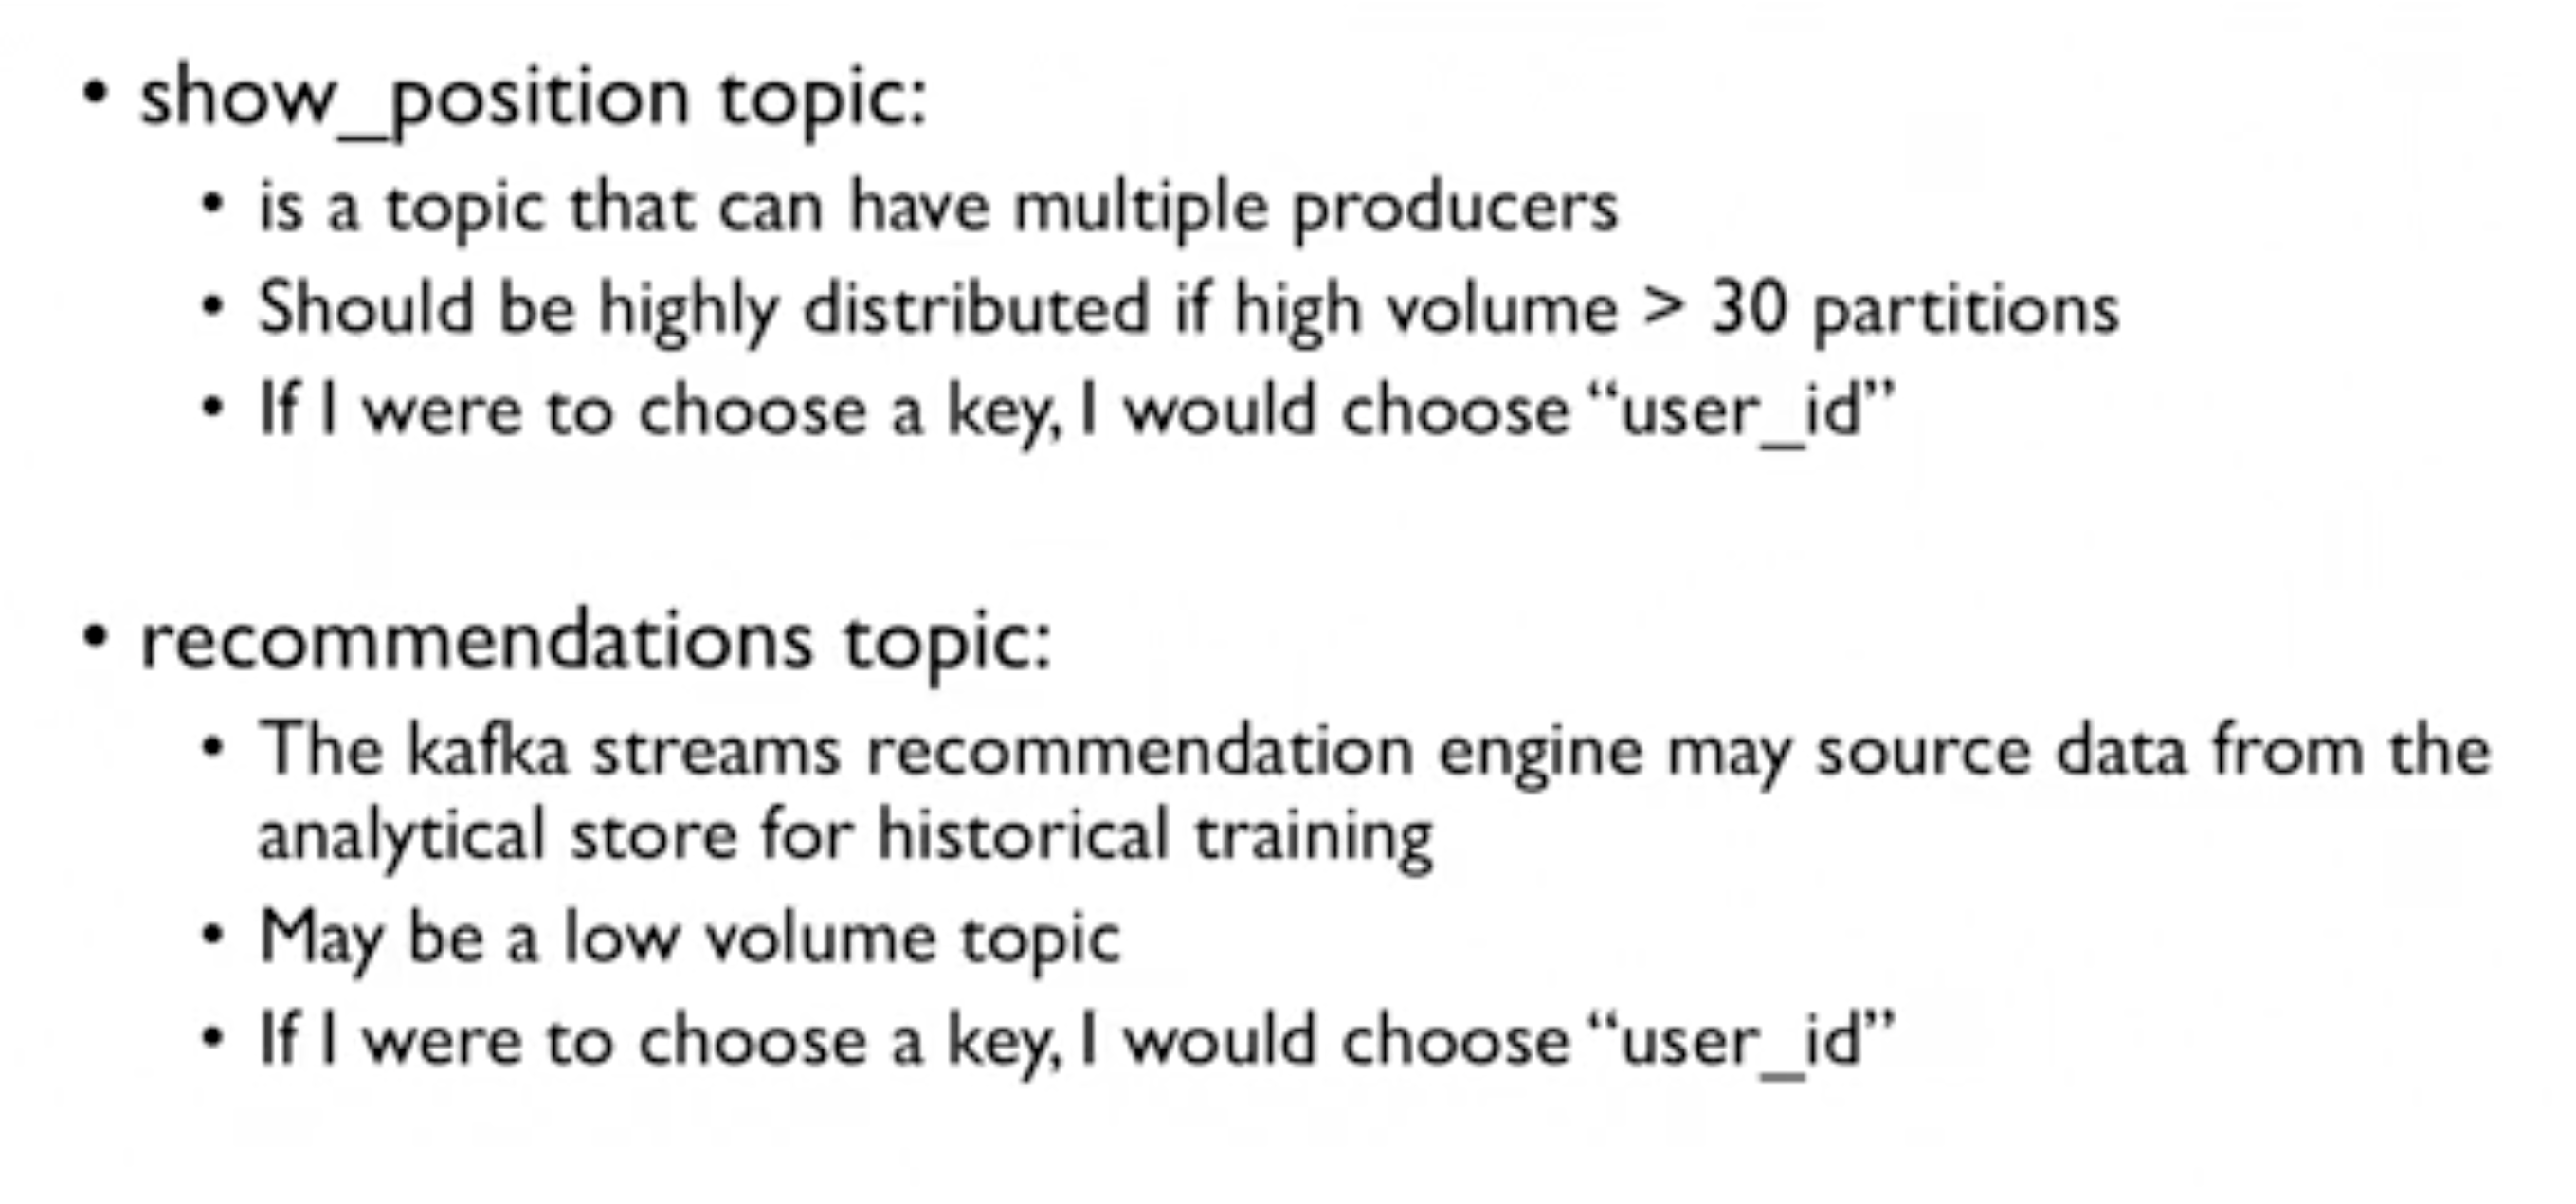 • show_position topic:
• is a topic that can have multiple producers
• Should be highly distributed if high volume > 30 partitions
• If I were to choose a key, I would choose “user_id”
• recommendations topic:
• The kafka streams recommendation engine may source data from the
analytical store for historical training
• May be a low volume topic
• If I were to choose a key, I would choose “user_id”